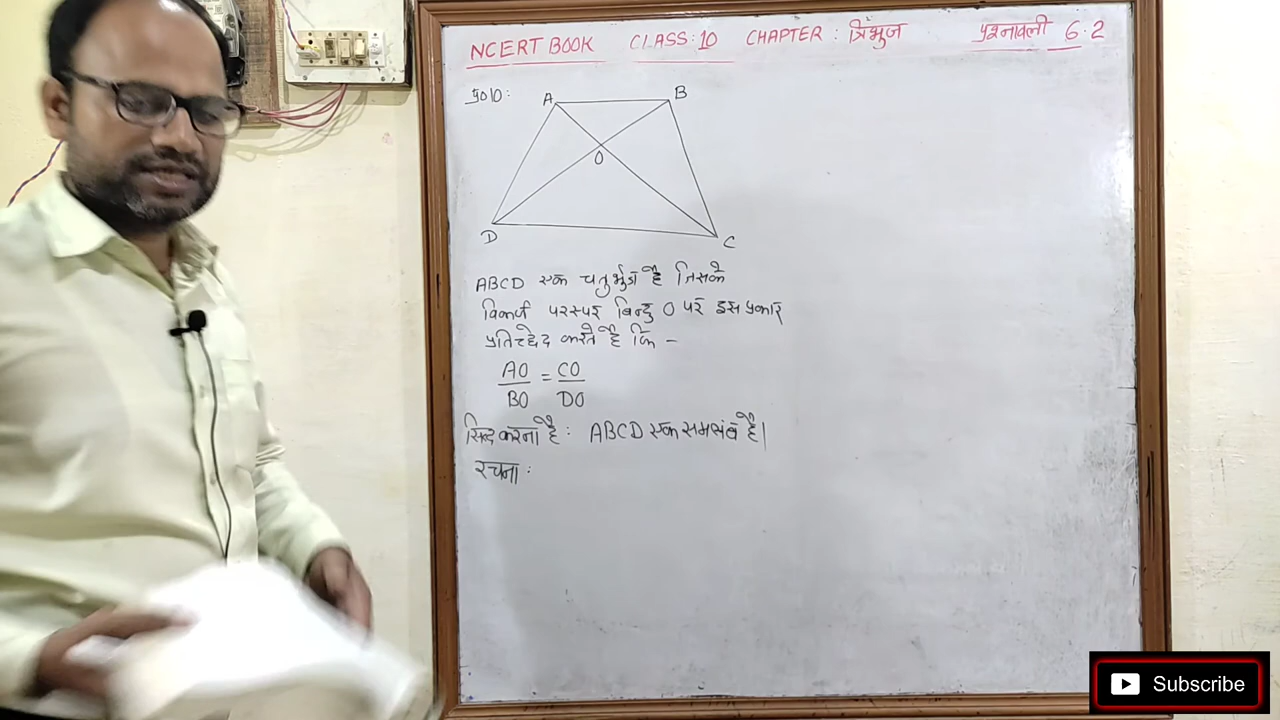 NCERT BOOK CLASS: 10 CHAPTER : त्रिभुज प्रश्नावली 6.2
प्र010:
A B
O
D C
ABCD एक चतुर्भुज है जिसके
विकर्ण परस्पर बिन्दु O पर इस प्रकार
प्रतिच्छेद करते है कि -
AO/BO = CO/DO
सिद्ध करना है: ABCD एक समलंब है।
रचना :
Subscribe